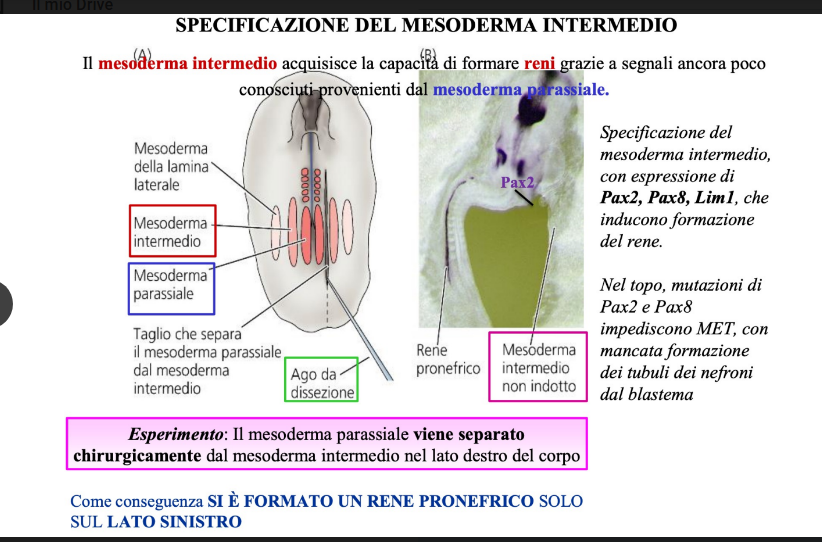 Il mio Drive
SPECIFICAZIONE DEL MESODERMA INTERMEDIO
(A)
(B)
Il mesoderma intermedio acquisisce la capacità di formare reni grazie a segnali ancora poco
conosciuti provenienti dal mesoderma parassiale.
Mesoderma
della lamina
laterale
Mesoderma
intermedio
Mesoderma
parassiale
Taglio che separa
il mesoderma parassiale
dal mesoderma
intermedio
Ago da
dissezione
Pax2
Rene
pronefrico
Mesoderma
intermedio
non indotto
Specificazione del
mesoderma intermedio,
con espressione di
Pax2, Pax8, Lim1, che
inducono formazione
del rene.
Nel topo, mutazioni di
Pax2 e Pax8
impediscono MET, con
mancata formazione
dei tubuli dei nefroni
dal blastema
Esperimento: Il mesoderma parassiale viene separato
chirurgicamente dal mesoderma intermedio nel lato destro del corpo
Come conseguenza SI È FORMATO UN RENE PRONEFRICO SOLO
SUL LATO SINISTRO